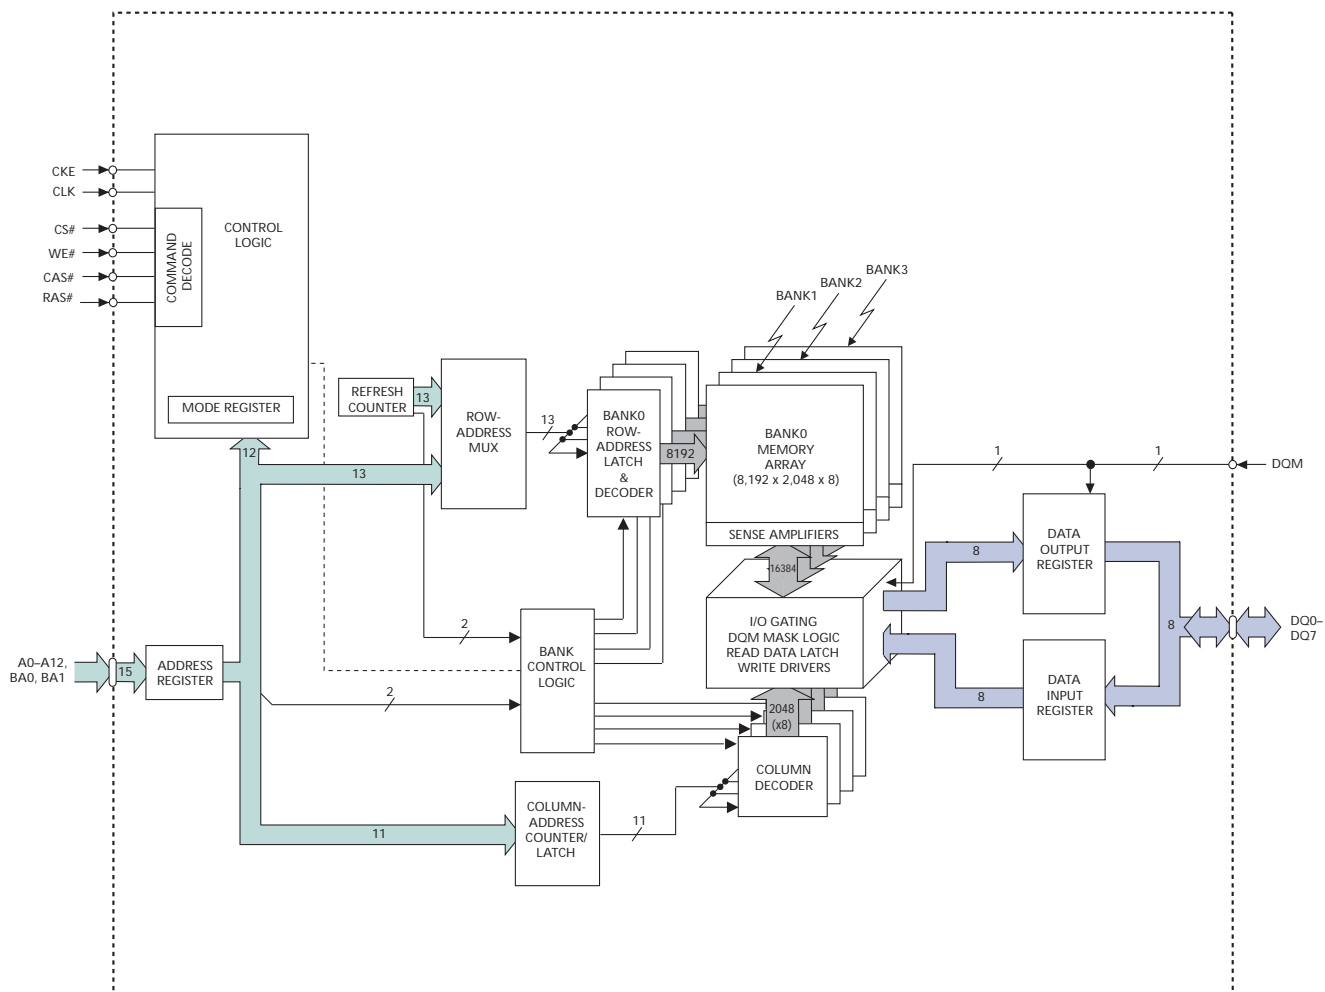 CKE
CLK
CS#
WE#
CAS#
RAS#
COMMAND
DECODE
CONTROL
LOGIC
MODE REGISTER
12
REFRESH
COUNTER
13
13
ROW-
ADDRESS
MUX
13
BANK0
ROW-
ADDRESS
LATCH
&
DECODER
8192
BANK1
BANK2
BANK3
BANK0
MEMORY
ARRAY
(8,192 x 2,048 x 8)
SENSE AMPLIFIERS
16384
I/O GATING
DQM MASK LOGIC
READ DATA LATCH
WRITE DRIVERS
2048
(x8)
COLUMN
DECODER
1
1
DQM
8
DATA
OUTPUT
REGISTER
8
DQ0–
DQ7
8
DATA
INPUT
REGISTER
A0–A12,
BA0, BA1
15
ADDRESS
REGISTER
2
2
BANK
CONTROL
LOGIC
11
COLUMN-
ADDRESS
COUNTER/
LATCH
11